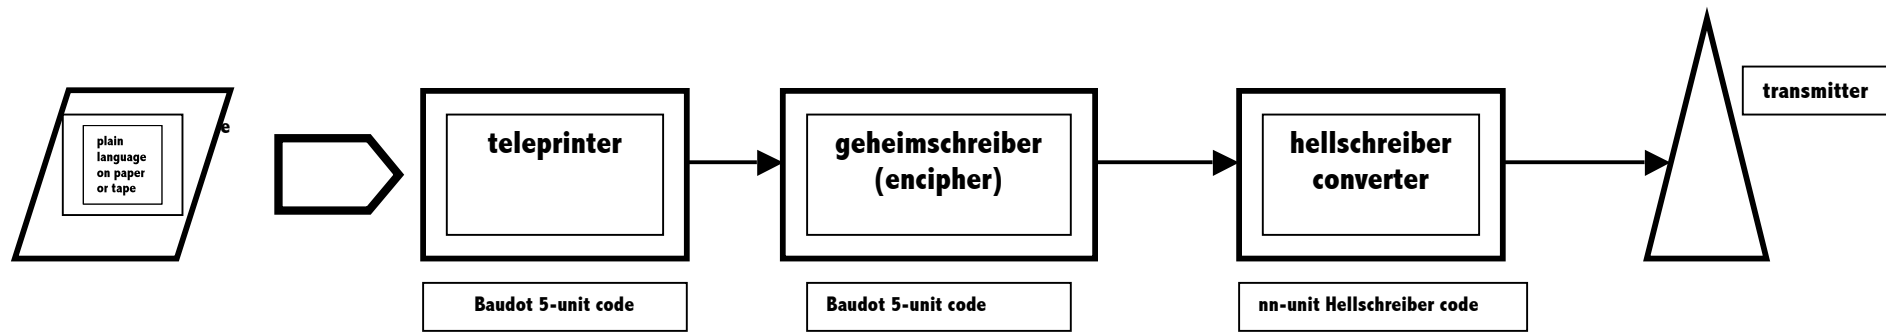 plain
language
on paper
or tape
e
teleprinter
geheimschreiber
(encipher)
hellschreiber
converter
transmitter
Baudot 5-unit code
Baudot 5-unit code
nn-unit Hellschreiber code